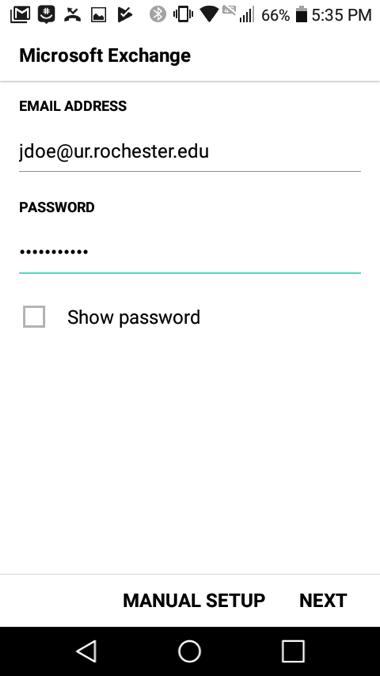 66% 5:35 PM
Microsoft Exchange
EMAIL ADDRESS
jdoe@ur.rochester.edu
PASSWORD
•••••••••••
Show password
MANUAL SETUP NEXT